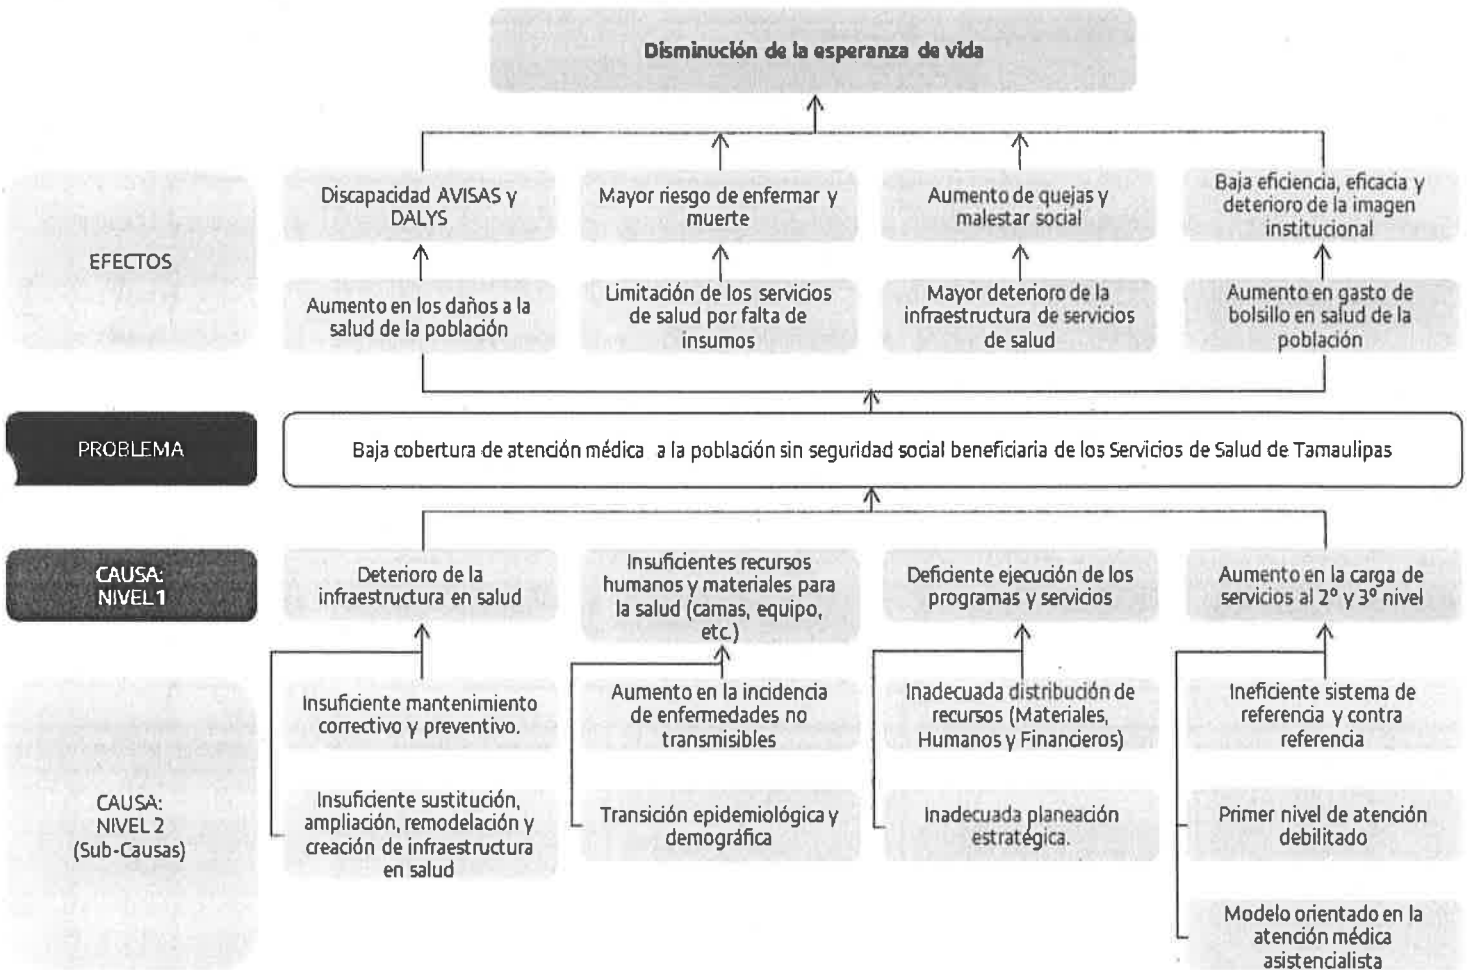 Disminución de la esperanza de vida
EFECTOS
Discapacidad AVISAS y
DALYS
Mayor riesgo de enfermar y
muerte
Aumento de quejas y
malestar social
Baja eficiencia, eficacia y
deterioro de la imagen
institucional
Aumento en los daños a la
salud de la población
Limitación de los servicios
de salud por falta de
insumos
Mayor deterioro de la
infraestructura de servicios
de salud
Aumento en gasto de
bolsillo en salud de la
población
PROBLEMA
Baja cobertura de atención médica a la población sin seguridad social beneficiaria de los Servicios de Salud de Tamaulipas
CAUSA:
NIVEL 1
Deterioro de la
infraestructura en salud
Insuficientes recursos
humanos y materiales para
la salud (camas, equipo,
etc.)
Deficiente ejecución de los
programas y servicios
Aumento en la carga de
servicios al 2º y 3º nivel
CAUSA:
NIVEL 2
(Sub-Causas)
Insuficiente mantenimiento
correctivo y preventivo.
Aumento en la incidencia
de enfermedades no
transmisibles
Inadecuada distribución de
recursos (Materiales,
Humanos y Financieros)
Ineficiente sistema de
referencia y contra
referencia
Insuficiente sustitución,
ampliación, remodelación y
creación de infraestructura
en salud
Transición epidemiológica y
demográfica
Inadecuada planeación
estratégica.
Primer nivel de atención
debilitado
Modelo orientado en la
atención médica
asistencialista